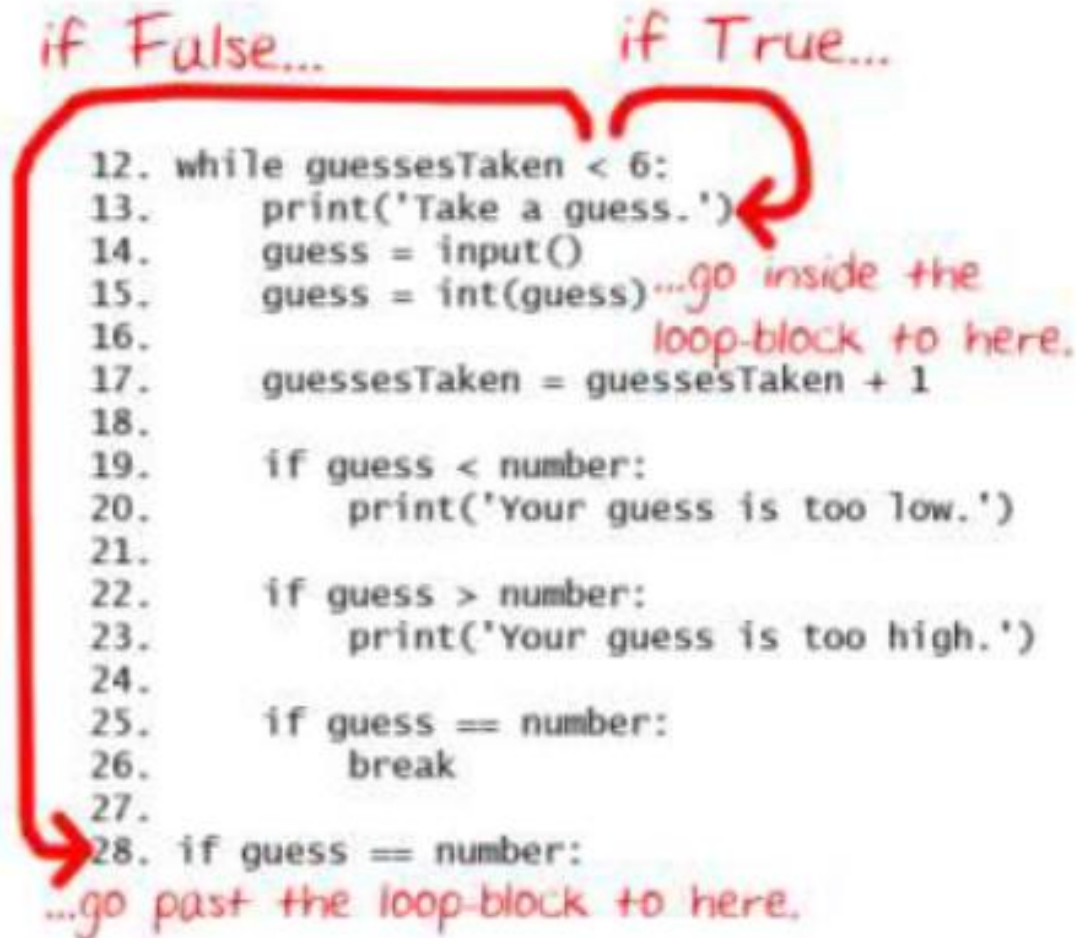 if False... if True...
12. while guessesTaken < 6:
13.     print('Take a guess.')
14.     guess = input()
15.     guess = int(guess)
...go inside the
16.
loop-block to here.
17.     guessesTaken = guessesTaken + 1
18.
19.     if guess < number:
20.         print('Your guess is too low.')
21.
22.     if guess > number:
23.         print('Your guess is too high.')
24.
25.     if guess == number:
26.         break
27.
28. if guess == number:
...go past the loop-block to here.